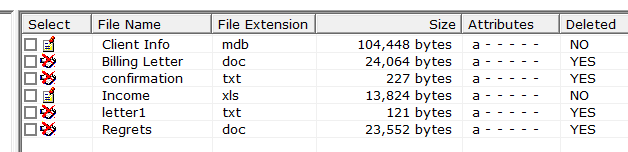 Select File Name File Extension Size Attributes Deleted
Client Info mdb 104,448 bytes a - - - - - NO
Billing Letter doc 24,064 bytes a - - - - - YES
confirmation txt 227 bytes a - - - - - YES
Income xls 13,824 bytes a - - - - - NO
letter1 txt 121 bytes a - - - - - YES
Regrets doc 23,552 bytes a - - - - - YES